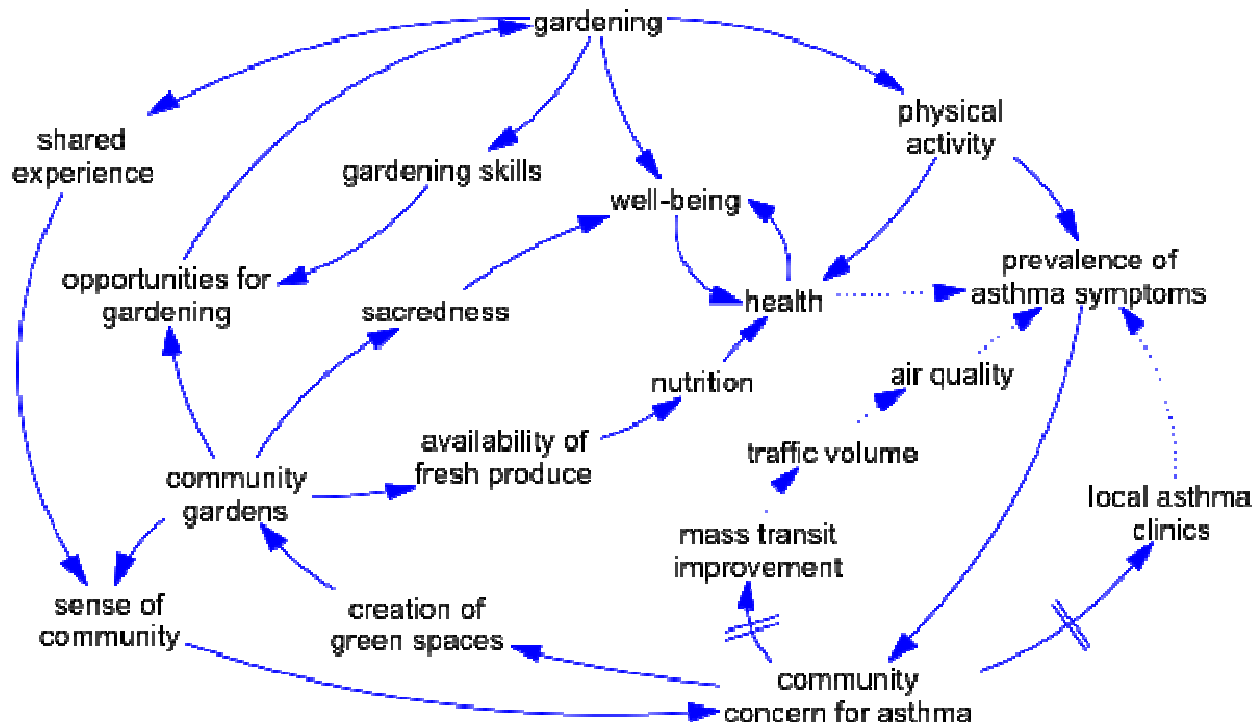 gardening
physical
activity
shared
experience
gardening skills
well-being
opportunities for
gardening
sacredness
health
prevalence of
asthma symptoms
nutrition
air quality
availability of
fresh produce
traffic volume
community
gardens
local asthma
clinics
mass transit
improvement
sense of
community
creation of
green spaces
community
concern for asthma